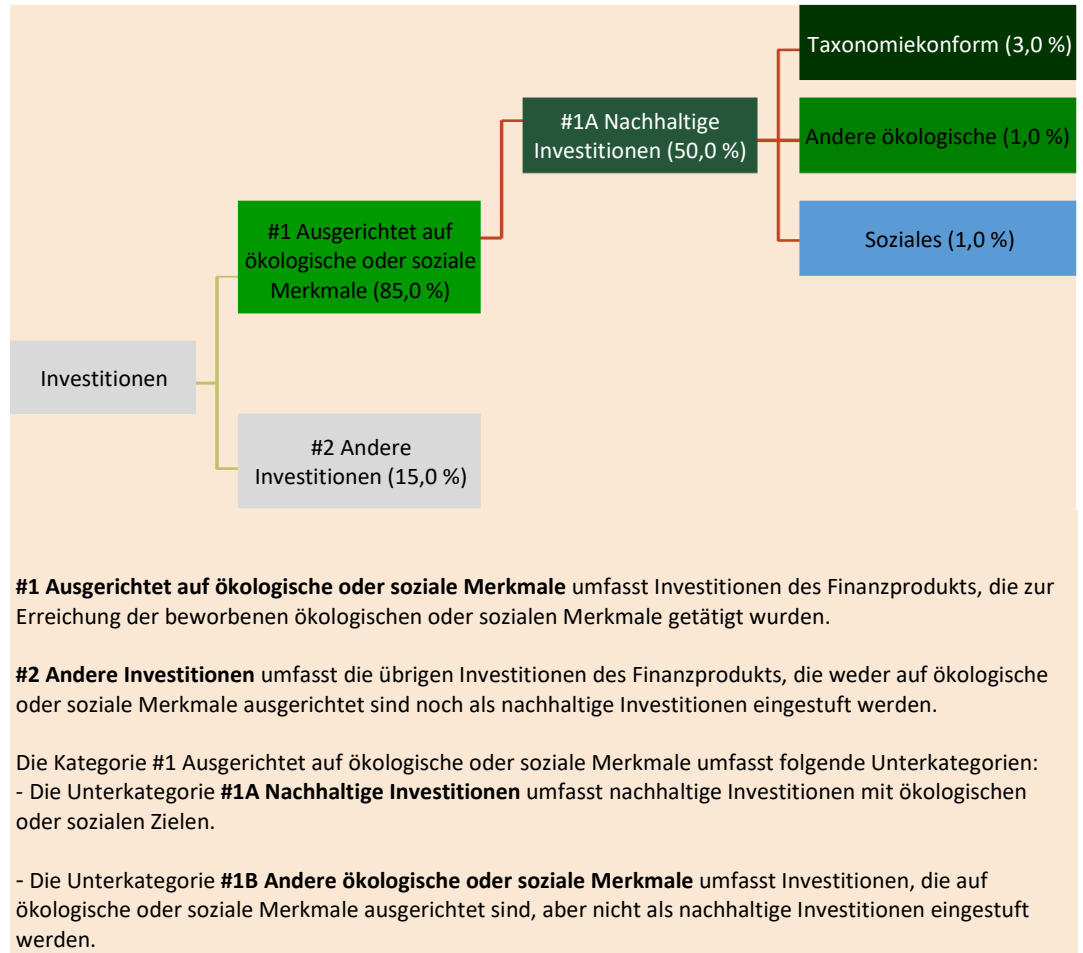 Taxonomiekonform (3,0 %)
#1A Nachhaltige
Investitionen (50,0 %)
Andere ökologische (1,0 %)
#1 Ausgerichtet auf
ökologische oder soziale
Merkmale (85,0 %)
Soziales (1,0 %)
Investitionen
#2 Andere
Investitionen (15,0 %)
#1 Ausgerichtet auf ökologische oder soziale Merkmale umfasst Investitionen des Finanzprodukts, die zur
Erreichung der beworbenen ökologischen oder sozialen Merkmale getätigt wurden.
#2 Andere Investitionen umfasst die übrigen Investitionen des Finanzprodukts, die weder auf ökologische
oder soziale Merkmale ausgerichtet sind noch als nachhaltige Investitionen eingestuft werden.
Die Kategorie #1 Ausgerichtet auf ökologische oder soziale Merkmale umfasst folgende Unterkategorien:
- Die Unterkategorie #1A Nachhaltige Investitionen umfasst nachhaltige Investitionen mit ökologischen
oder sozialen Zielen.
- Die Unterkategorie #1B Andere ökologische oder soziale Merkmale umfasst Investitionen, die auf
ökologische oder soziale Merkmale ausgerichtet sind, aber nicht als nachhaltige Investitionen eingestuft
werden.